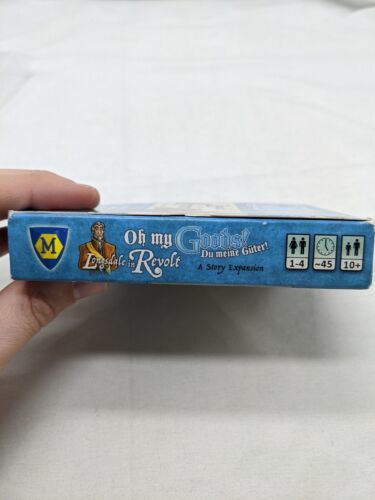 M
Oh my Goods!
Du meine Güter!
Longsdale in Revolt
A Story Expansion
1-4
~45
10+